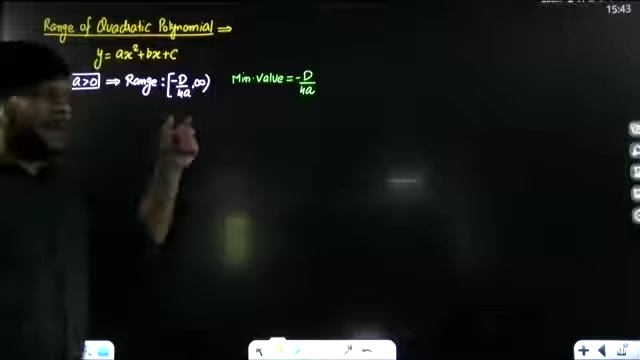 15:43
Range of Quadratic Polynomial ⇒
y = ax² + bx + c
a>0 ⇒ Range : [-D/4a, ∞) Min. Value = -D/4a